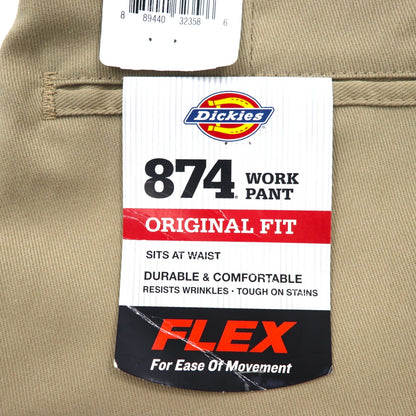 8 89440 32358 6
Dickies
874 WORK PANT
ORIGINAL FIT
SITS AT WAIST
DURABLE & COMFORTABLE
RESISTS WRINKLES • TOUGH ON STAINS
FLEX
For Ease Of Movement